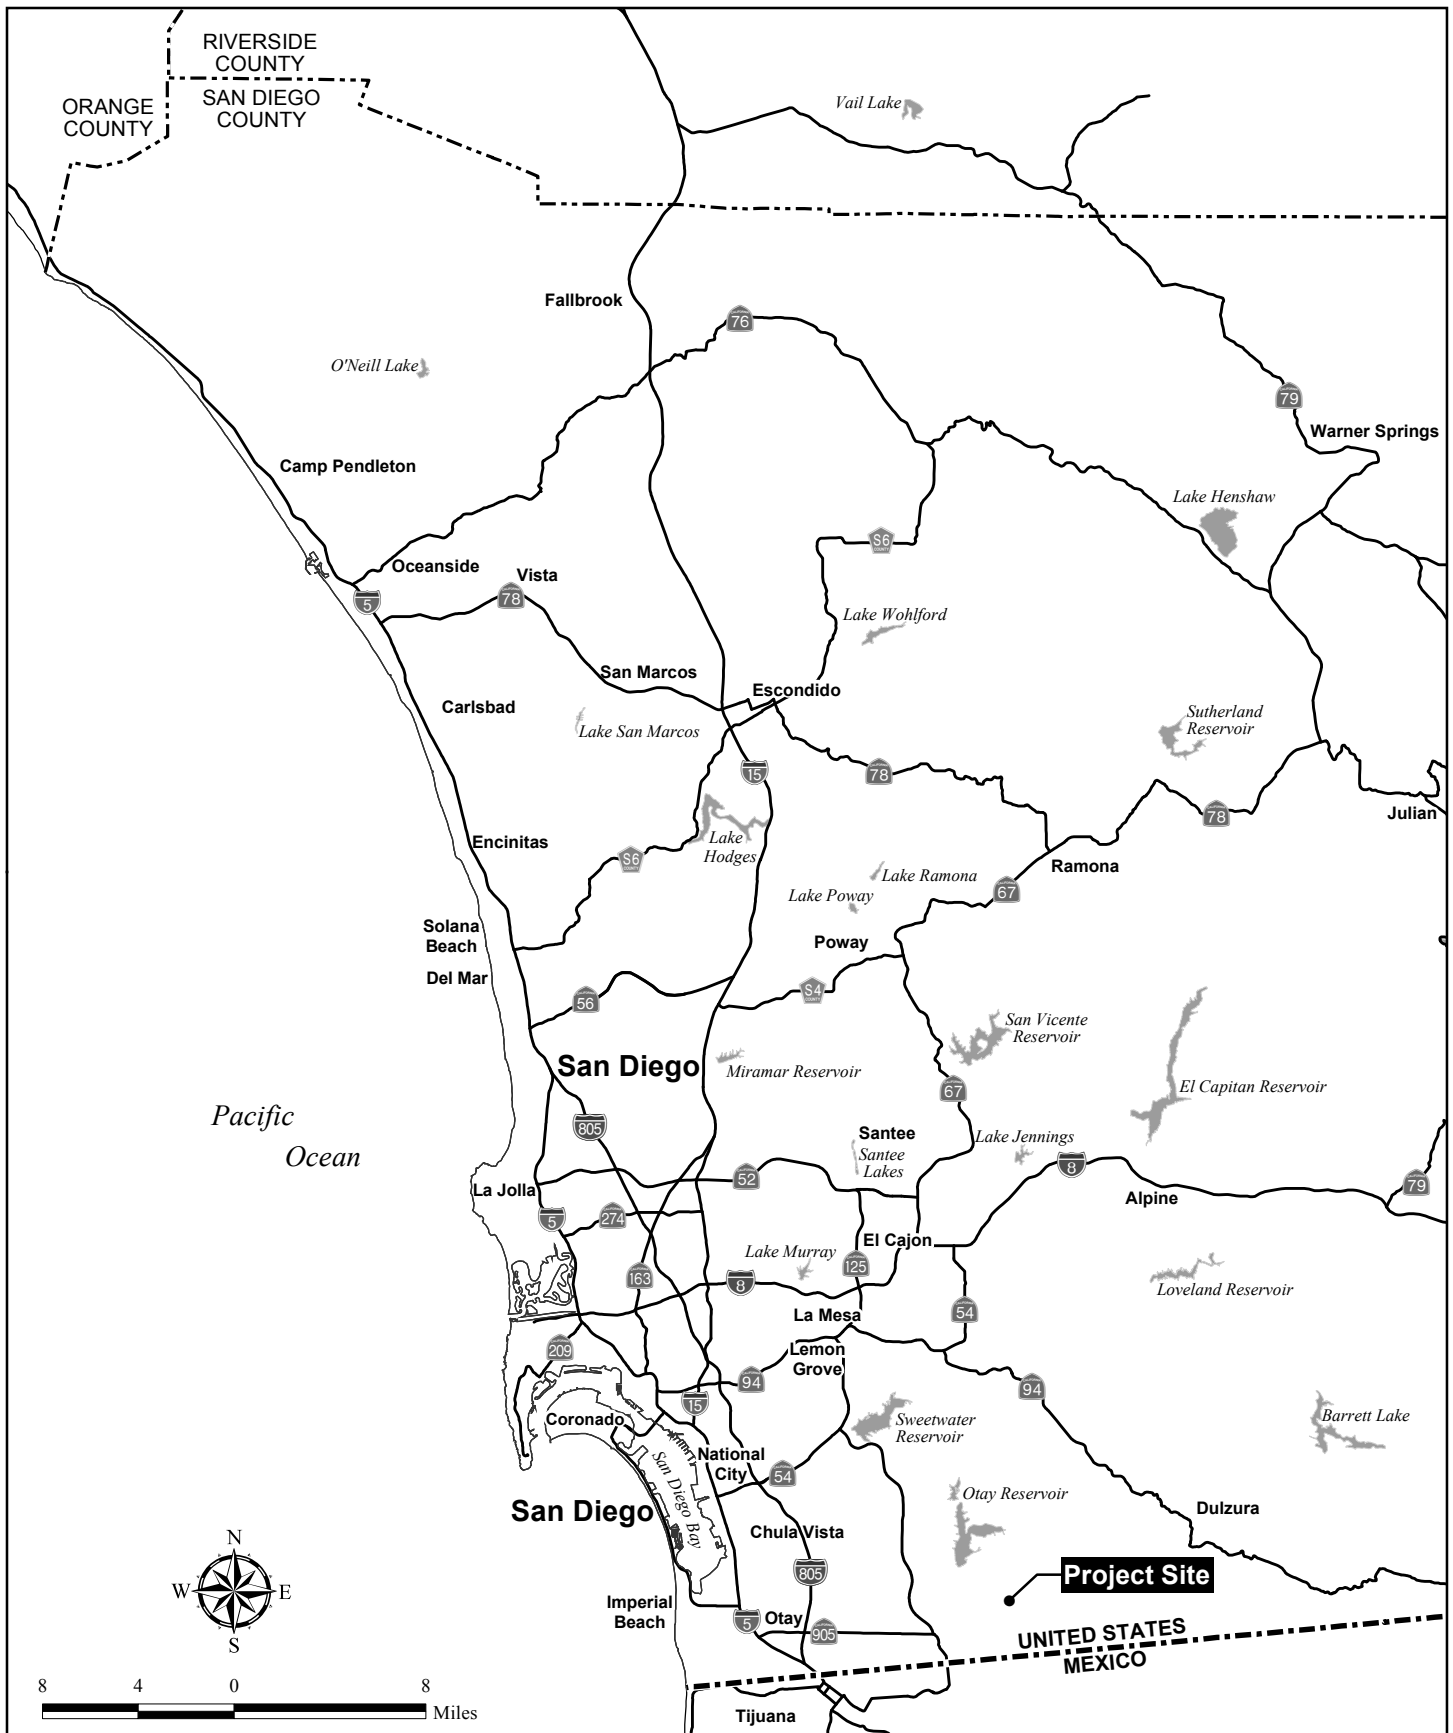 RIVERSIDE
COUNTY
ORANGE
COUNTY
SAN DIEGO
COUNTY
Vail Lake
Fallbrook
76
O'Neill Lake
79
Warner Springs
Camp Pendleton
Lake Henshaw
S6
COUNTY
Oceanside
Vista
5
78
Lake Wohlford
San Marcos
Escondido
Carlsbad
Lake San Marcos
Sutherland
Reservoir
15
78
78
Julian
Encinitas
Lake
Hodges
S6
COUNTY
Ramona
Lake Ramona
67
Lake Poway
Solana
Beach
Poway
Del Mar
S4
COUNTY
56
San Vicente
Reservoir
San Diego
Miramar Reservoir
El Capitan Reservoir
67
Pacific
Ocean
805
Santee
Santee
Lakes
Lake Jennings
8
52
79
La Jolla
Alpine
5
274
El Cajon
Lake Murray
125
163
8
Loveland Reservoir
54
La Mesa
209
Lemon
Grove
94
94
15
Coronado
Sweetwater
Reservoir
Barrett Lake
National
City
54
San Diego Bay
Otay Reservoir
San Diego
Dulzura
Chula Vista
N
W
E
S
805
Project Site
Imperial
Beach
5
Otay
905
UNITED STATES
MEXICO
8
4
0
8
Miles
Tijuana